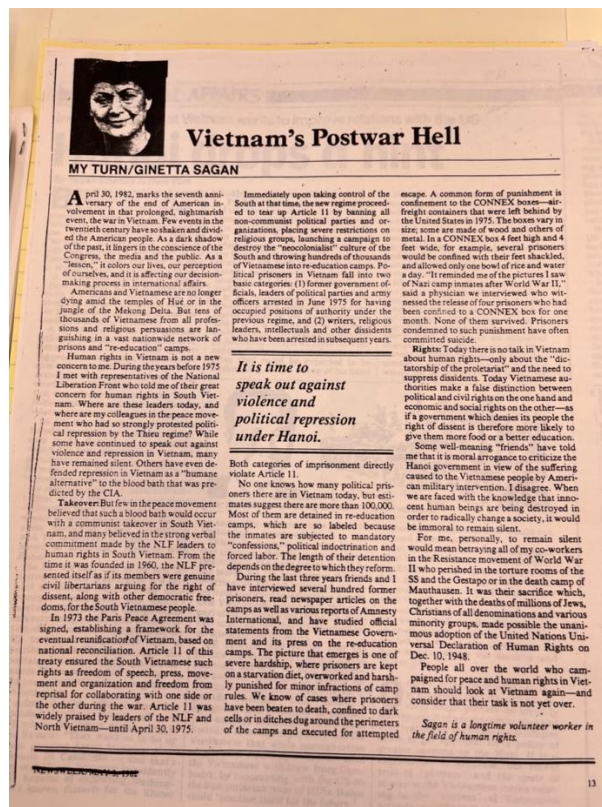 Vietnam's Postwar Hell
MY TURN/GINETTA SAGAN
April 30, 1982, marks the seventh anni-
versary of the end of American in-
volvement in that prolonged, nightmarish
event, the war in Vietnam. Few events in the
twentieth century have so shaken and divid-
ed the American people. As a dark shadow
of the past, it lingers in the conscience of the
Congress, the media and the public. As a
"lesson," it colors our lives, our perception
of ourselves, and it is affecting our decision-
making process in international affairs.
Americans and Vietnamese are no longer
dying amid the temples of Hué or in the
jungle of the Mekong Delta. But tens of
thousands of Vietnamese from all profes-
sions and religious persuasions are lan-
guishing in a vast nationwide network of
prisons and "re-education" camps.
Human rights in Vietnam is not a new
concern to me. During the years before 1975
I met with representatives of the National
Liberation Front who told me of their great
concern for human rights in South Viet-
nam. Where are these leaders today, and
where are my colleagues in the peace move-
ment who had so strongly protested politi-
cal repression by the Thieu regime? While
some have continued to speak out against
violence and repression in Vietnam, many
have remained silent. Others have even de-
fended repression in Vietnam as a "humane
alternative" to the blood bath that was pre-
dicted by the CIA.
Takeover: But few in the peace movement
believed that such a blood bath would occur
with a communist takeover in South Viet-
nam, and many believed in the strong verbal
commitment made by the NLF leaders to
human rights in South Vietnam. From the
time it was founded in 1960, the NLF pre-
sented itself as if its members were genuine
civil libertarians arguing for the right of
dissent, along with other democratic free-
doms, for the South Vietnamese people.
In 1973 the Paris Peace Agreement was
signed, establishing a framework for the
eventual reunification of Vietnam, based on
national reconciliation. Article 11 of this
treaty ensured the South Vietnamese such
rights as freedom of speech, press, move-
ment and organization and freedom from
reprisal for collaborating with one side or
the other during the war. Article 11 was
widely praised by leaders of the NLF and
North Vietnam—until April 30, 1975.
Immediately upon taking control of the
South at that time, the new regime proceed-
ed to tear up Article 11 by banning all
non-communist political parties and or-
ganizations, placing severe restrictions on
religious groups, launching a campaign to
destroy the "neocolonialist" culture of the
South and throwing hundreds of thousands
of Vietnamese into re-education camps. Po-
litical prisoners in Vietnam fall into two
basic categories: (1) former government of-
ficials, leaders of political parties and army
officers arrested in June 1975 for having
occupied positions of authority under the
previous regime, and (2) writers, religious
leaders, intellectuals and other dissidents
who have been arrested in subsequent years.
It is time to
speak out against
violence and
political repression
under Hanoi.
Both categories of imprisonment directly
violate Article 11.
No one knows how many political pris-
oners there are in Vietnam today, but esti-
mates suggest there are more than 100,000.
Most of them are detained in re-education
camps, which are so labeled because
the inmates are subjected to mandatory
"confessions," political indoctrination and
forced labor. The length of their detention
depends on the degree to which they reform.
During the last three years friends and I
have interviewed several hundred former
prisoners, read newspaper articles on the
camps as well as various reports of Amnesty
International, and have studied official
statements from the Vietnamese Govern-
ment and its press on the re-education
camps. The picture that emerges is one of
severe hardship, where prisoners are kept
on a starvation diet, overworked and harsh-
ly punished for minor infractions of camp
rules. We know of cases where prisoners
have been beaten to death, confined to dark
cells or in ditches dug around the perimeters
of the camps and executed for attempted
escape. A common form of punishment is
confinement to the CONNEX boxes—air-
freight containers that were left behind by
the United States in 1975. The boxes vary in
size; some are made of wood and others of
metal. In a CONNEX box 4 feet high and 4
feet wide, for example, several prisoners
would be confined with their feet shackled,
and allowed only one bowl of rice and water
a day. "It reminded me of the pictures I saw
of Nazi camp inmates after World War II,"
said a physician we interviewed who wit-
nessed the release of four prisoners who had
been confined to a CONNEX box for one
month. None of them survived. Prisoners
condemned to such punishment have often
committed suicide.
Rights: Today there is no talk in Vietnam
about human rights—only about the "dic-
tatorship of the proletariat" and the need to
suppress dissidents. Today Vietnamese au-
thorities make a false distinction between
political and civil rights on the one hand and
economic and social rights on the other—as
if a government which denies its people the
right of dissent is therefore more likely to
give them more food or a better education.
Some well-meaning "friends" have told
me that it is moral arrogance to criticize the
Hanoi government in view of the suffering
caused to the Vietnamese people by Ameri-
can military intervention. I disagree. When
we are faced with the knowledge that inno-
cent human beings are being destroyed in
order to radically change a society, it would
be immoral to remain silent.
For me, personally, to remain silent
would mean betraying all of my co-workers
in the Resistance movement of World War
II who perished in the torture rooms of the
SS and the Gestapo or in the death camp of
Mauthausen. It was their sacrifice which,
together with the deaths of millions of Jews,
Christians of all denominations and various
minority groups, made possible the unani-
mous adoption of the United Nations Uni-
versal Declaration of Human Rights on
Dec. 10, 1948.
People all over the world who cam-
paigned for peace and human rights in Viet-
nam should look at Vietnam again—and
consider that their task is not yet over.
Sagan is a longtime volunteer worker in
the field of human rights.
NEWSWEEK/MAY 3, 1982
13